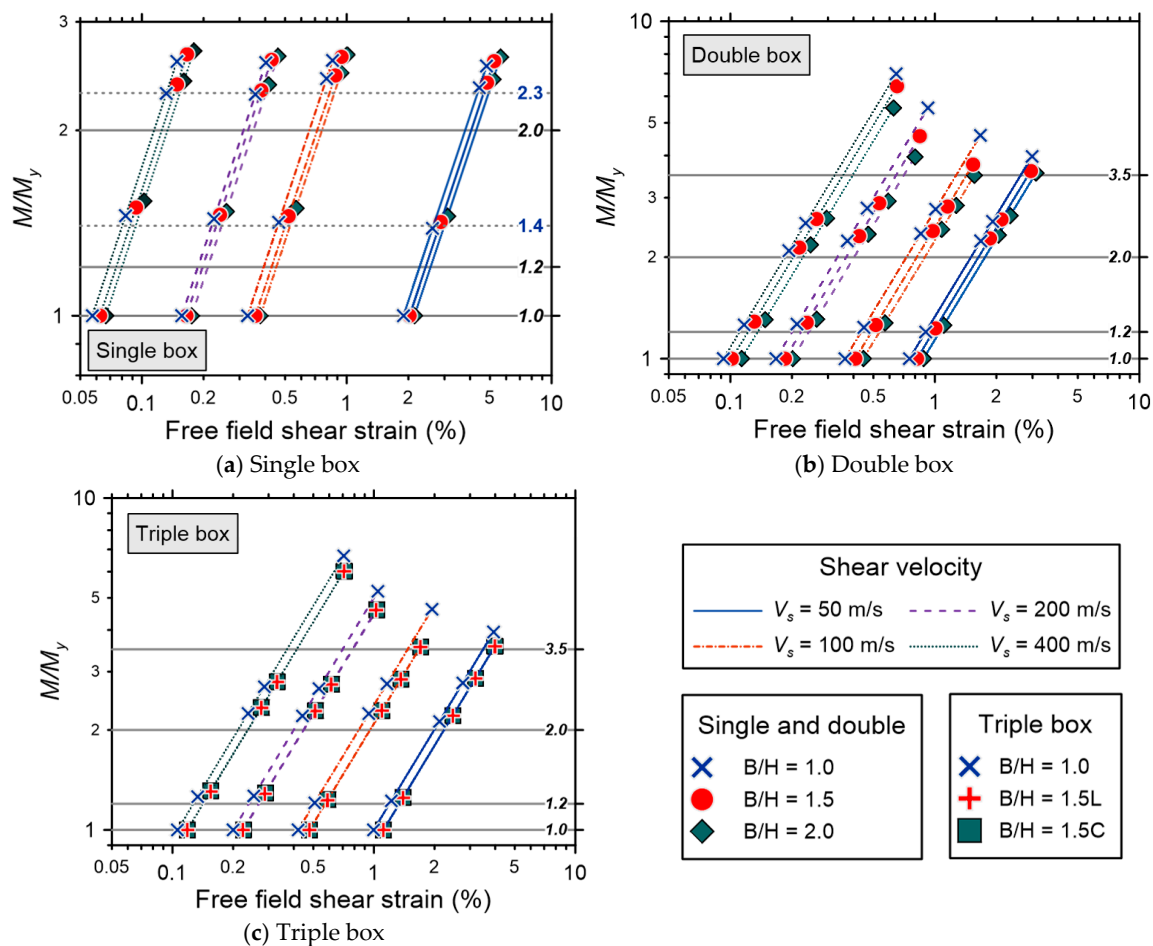 3
2
1
M/My
2.3
2.0
1.4
1.2
1.0
Single box
0.05 0.1 0.2 0.5 1 2 5 10
Free field shear strain (%)
(a) Single box
10
5
3
2
1
M/My
Double box
3.5
2.0
1.2
1.0
0.05 0.1 0.2 0.5 1 2 5 10
Free field shear strain (%)
(b) Double box
10
5
3
2
1
M/My
Triple box
3.5
2.0
1.2
1.0
0.05 0.1 0.2 0.5 1 2 5 10
Free field shear strain (%)
(c) Triple box
Shear velocity
Vs = 50 m/s Vs = 200 m/s
Vs = 100 m/s Vs = 400 m/s
Single and double
B/H = 1.0
B/H = 1.5
B/H = 2.0
Triple box
B/H = 1.0
B/H = 1.5L
B/H = 1.5C